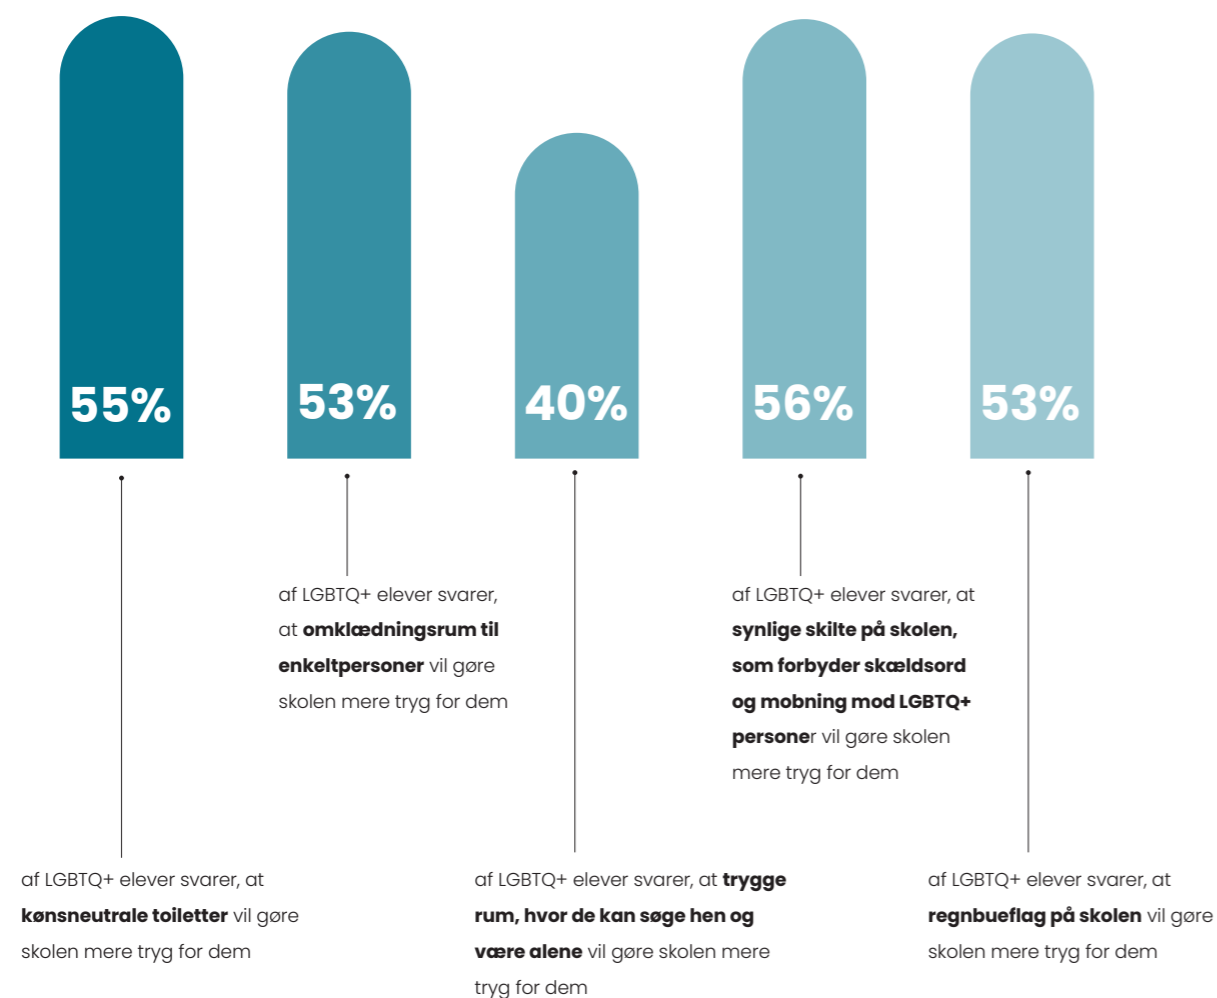 55%
53%
40%
56%
53%
af LGBTQ+ elever svarer,
at omklædningsrum til
enkeltpersoner vil gøre
skolen mere tryg for dem
af LGBTQ+ elever svarer, at
synlige skilte på skolen,
som forbyder skældsord
og mobning mod LGBTQ+
personer vil gøre skolen
mere tryg for dem
af LGBTQ+ elever svarer, at
kønsneutrale toiletter vil gøre
skolen mere tryg for dem
af LGBTQ+ elever svarer, at trygge
rum, hvor de kan søge hen og
være alene vil gøre skolen mere
tryg for dem
af LGBTQ+ elever svarer, at
regnbueflag på skolen vil gøre
skolen mere tryg for dem